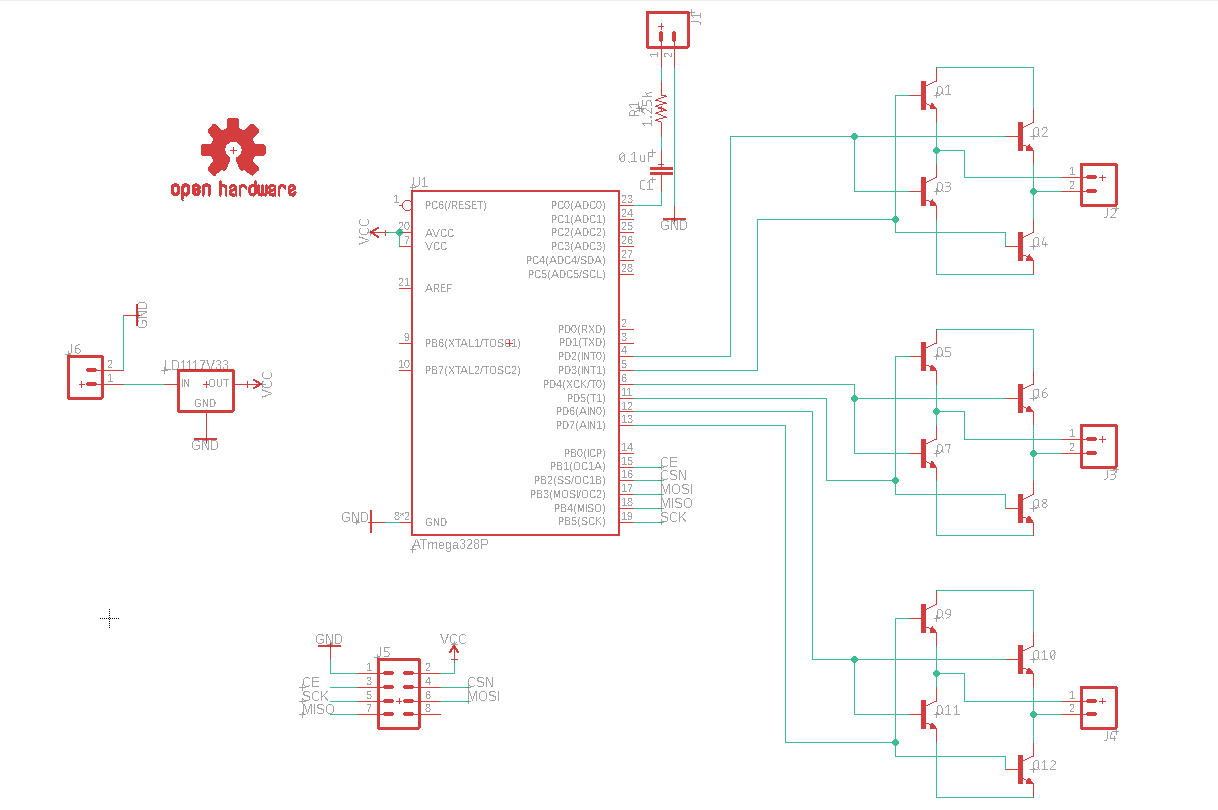 J1
1
2
R1
1.25k
0.1uF
C1
GND
open hardware
U1
1 PC6(/RESET)
20 AVCC
7 VCC
VCC
21 AREF
9 PB6(XTAL1/TOSC1)
10 PB7(XTAL2/TOSC2)
GND 8*2 GND
PC0(ADC0) 23
PC1(ADC1) 24
PC2(ADC2) 25
PC3(ADC3) 26
PC4(ADC4/SDA) 27
PC5(ADC5/SCL) 28
PD0(RXD) 2
PD1(TXD) 3
PD2(INT0) 4
PD3(INT1) 5
PD4(XCK/T0) 6
PD5(T1) 11
PD6(AIN0) 12
PD7(AIN1) 13
PB0(ICP) 14
PB1(OC1A) 15 CE
PB2(SS/OC1B) 16 CSN
PB3(MOSI/OC2) 17 MOSI
PB4(MISO) 18 MISO
PB5(SCK) 19 SCK
ATmega328P
J6
2
1
GND
LD1117V33
IN OUT
GND
VCC
GND
GND
VCC
J5
1 2
CE 3 4 CSN
SCK 5 6 MOSI
MISO 7 8
Q1
Q2
Q3
Q4
1
2
J2
Q5
Q6
Q7
Q8
1
2
J3
Q9
Q10
Q11
Q12
1
2
J4